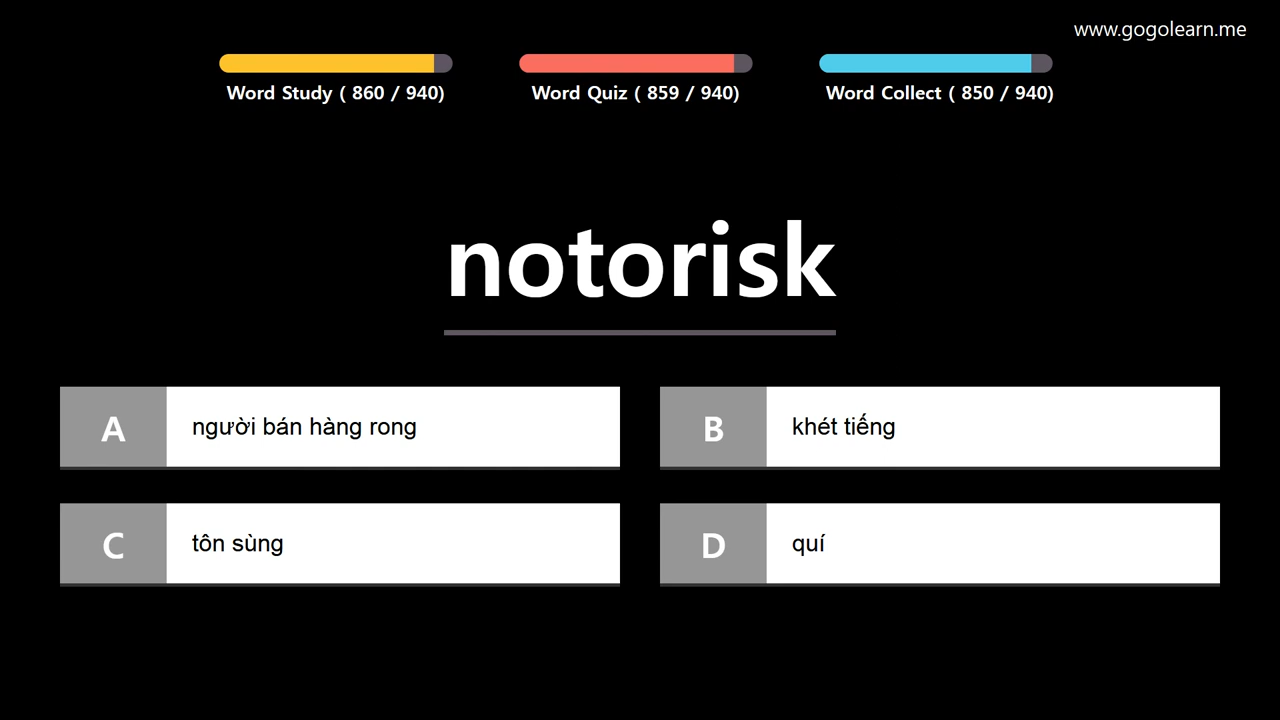 www.gogolearn.me
Word Study ( 860 / 940)
Word Quiz ( 859 / 940)
Word Collect ( 850 / 940)
notorisk
A
người bán hàng rong
B
khét tiếng
C
tôn sùng
D
quí